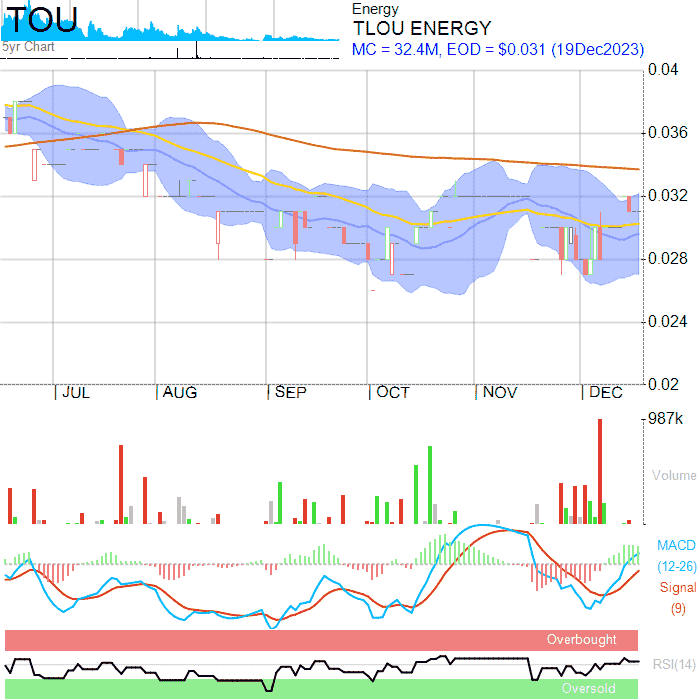 TOU
5yr Chart
Energy
TLOU ENERGY
MC = 32.4M, EOD = $0.031 (19Dec2023)
0.04
0.036
0.032
0.028
0.024
0.02
JUL AUG SEP OCT NOV DEC
987k
Volume
MACD
(12-26)
Signal
(9)
Overbought
RSI(14)
Oversold